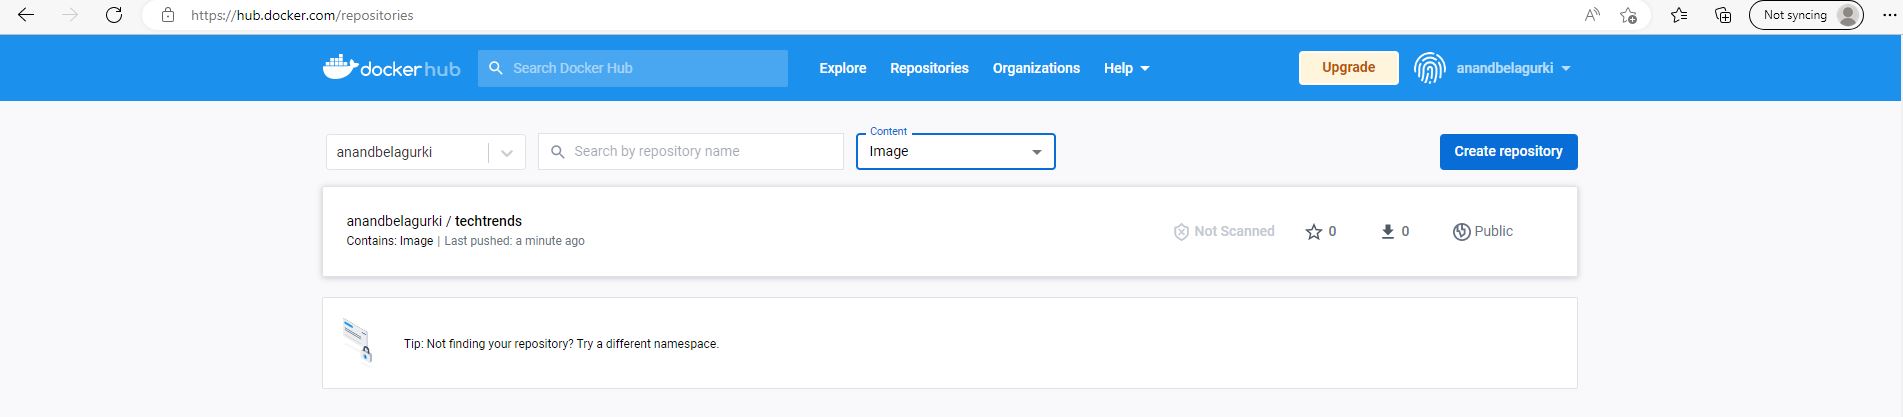 https://hub.docker.com/repositories
Not syncing
docker hub
Search Docker Hub
Explore
Repositories
Organizations
Help
Upgrade
anandbelagurki
anandbelagurki
Search by repository name
Content
Image
Create repository
anandbelagurki / techtrends
Contains: Image | Last pushed: a minute ago
Not Scanned
0
0
Public
Tip: Not finding your repository? Try a different namespace.